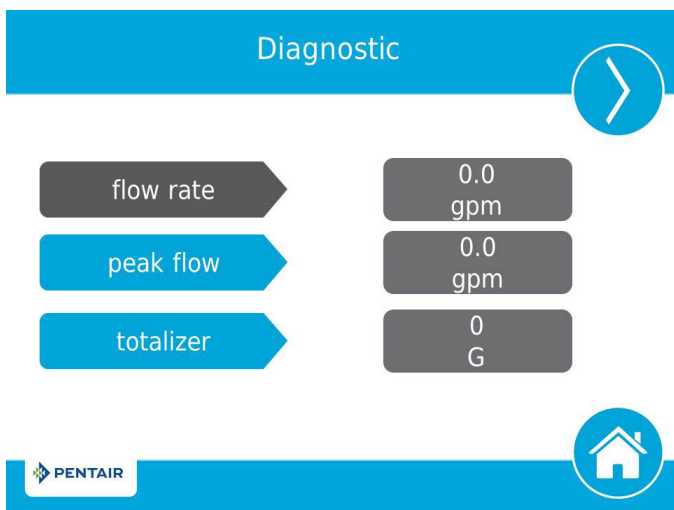 Diagnostic
flow rate
0.0
gpm
peak flow
0.0
gpm
totalizer
0
G
PENTAIR